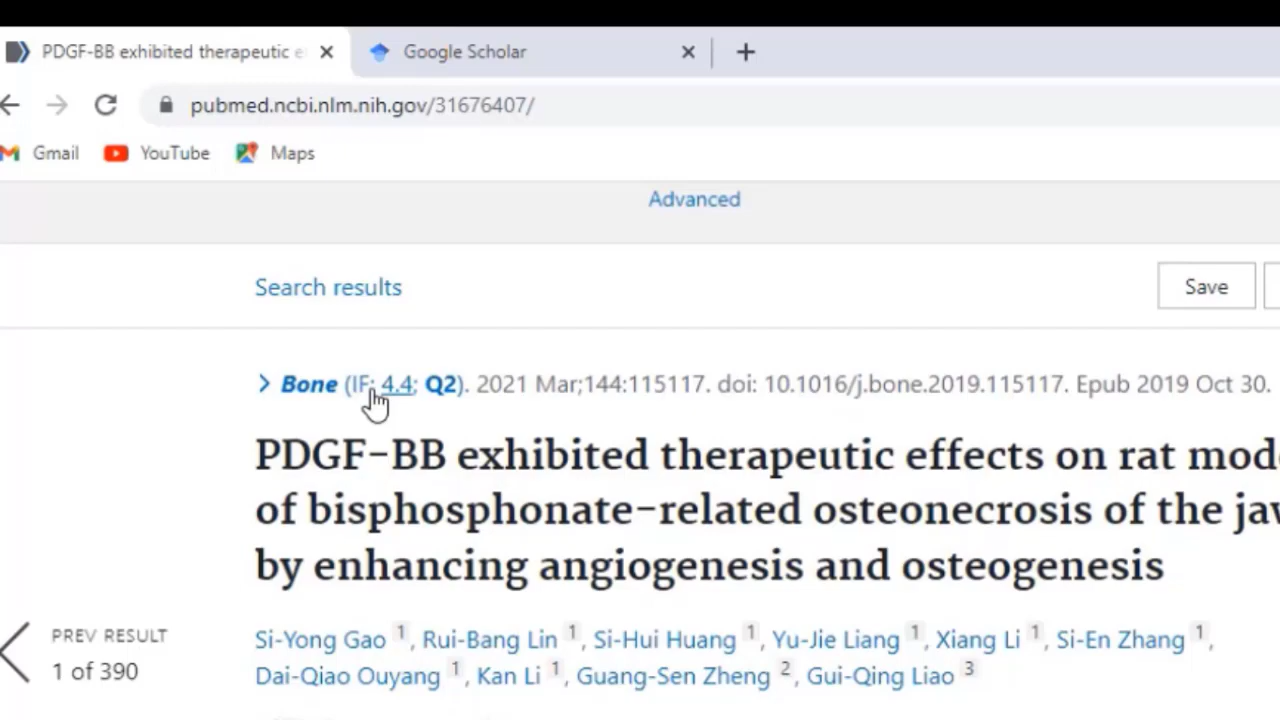 PDGF-BB exhibited therapeutic e
Google Scholar
pubmed.ncbi.nlm.nih.gov/31676407/
Gmail YouTube Maps
Advanced
Search results
Save
Bone (IF: 4.4; Q2). 2021 Mar;144:115117. doi: 10.1016/j.bone.2019.115117. Epub 2019 Oct 30.
PDGF-BB exhibited therapeutic effects on rat mod
of bisphosphonate-related osteonecrosis of the jaw
by enhancing angiogenesis and osteogenesis
PREV RESULT
1 of 390
Si-Yong Gao 1, Rui-Bang Lin 1, Si-Hui Huang 1, Yu-Jie Liang 1, Xiang Li 1, Si-En Zhang 1,
Dai-Qiao Ouyang 1, Kan Li 1, Guang-Sen Zheng 2, Gui-Qing Liao 3